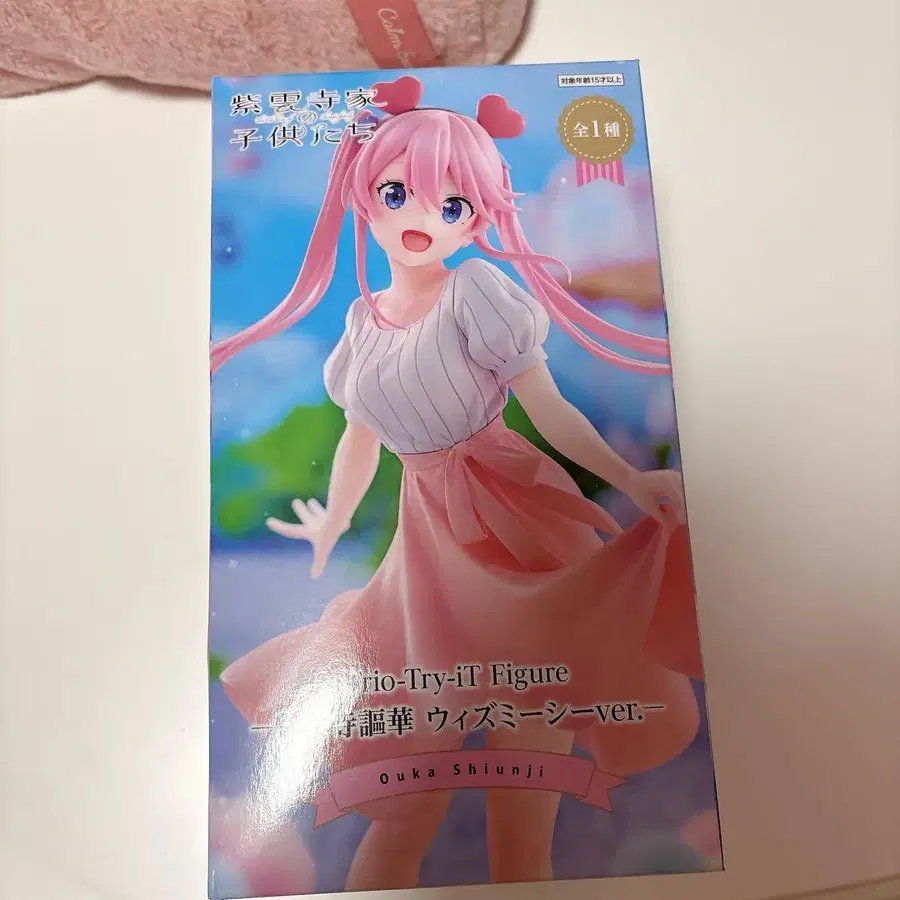 Calm
紫雲寺家
の
子供たち
対象年齢15才以上
全1種
rio-Try-iT Figure
寺謳華 ウィズミーシーver.
Ouka Shiunji